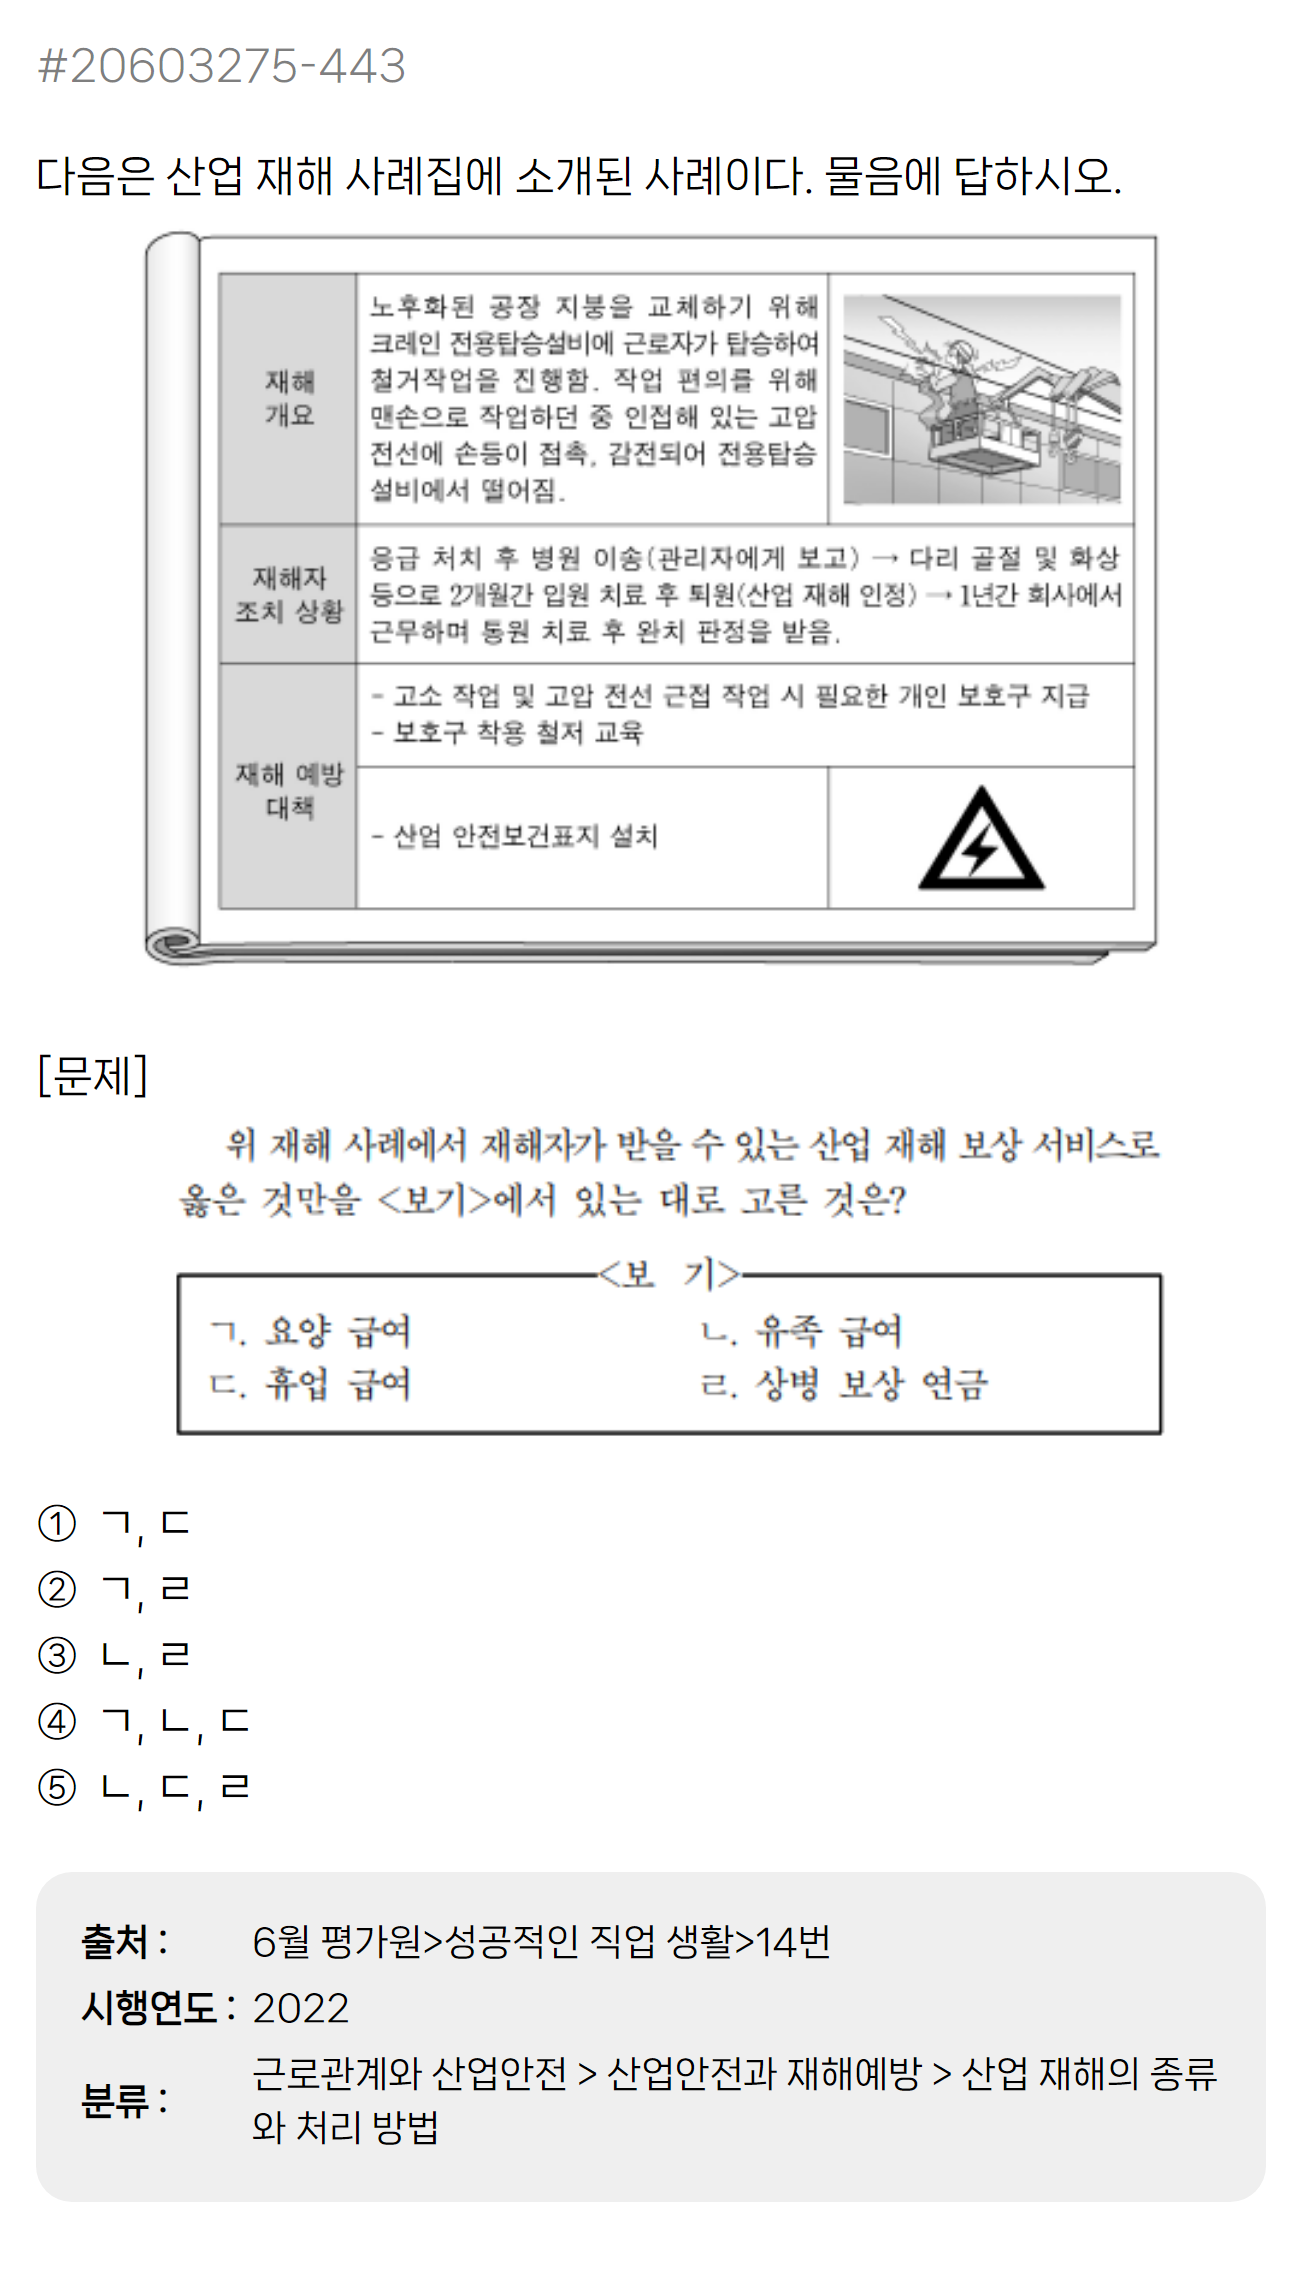 #20603275-443
다음은 산업 재해 사례집에 소개된 사례이다. 물음에 답하시오.
재해
개요
노후화된 공장 지붕을 교체하기 위해
크레인 전용탑승설비에 근로자가 탑승하여
철거작업을 진행함. 작업 편의를 위해
맨손으로 작업하던 중 인접해 있는 고압
전선에 손등이 접촉, 감전되어 전용탑승
설비에서 떨어짐.
재해자
조치 상황
응급 처치 후 병원 이송(관리자에게 보고) → 다리 골절 및 화상
등으로 2개월간 입원 치료 후 퇴원(산업 재해 인정) → 1년간 회사에서
근무하며 통원 치료 후 완치 판정을 받음.
재해 예방
대책
- 고소 작업 및 고압 전선 근접 작업 시 필요한 개인 보호구 지급
- 보호구 착용 철저 교육
- 산업 안전보건표지 설치
[문제]
위 재해 사례에서 재해자가 받을 수 있는 산업 재해 보상 서비스로
옳은 것만을 <보기>에서 있는 대로 고른 것은?
<보 기>
ㄱ. 요양 급여 ㄴ. 유족 급여
ㄷ. 휴업 급여 ㄹ. 상병 보상 연금
① ㄱ, ㄷ
② ㄱ, ㄹ
③ ㄴ, ㄹ
④ ㄱ, ㄴ, ㄷ
⑤ ㄴ, ㄷ, ㄹ
출처 : 6월 평가원>성공적인 직업 생활>14번
시행연도 : 2022
분류 : 근로관계와 산업안전 > 산업안전과 재해예방 > 산업 재해의 종류
와 처리 방법